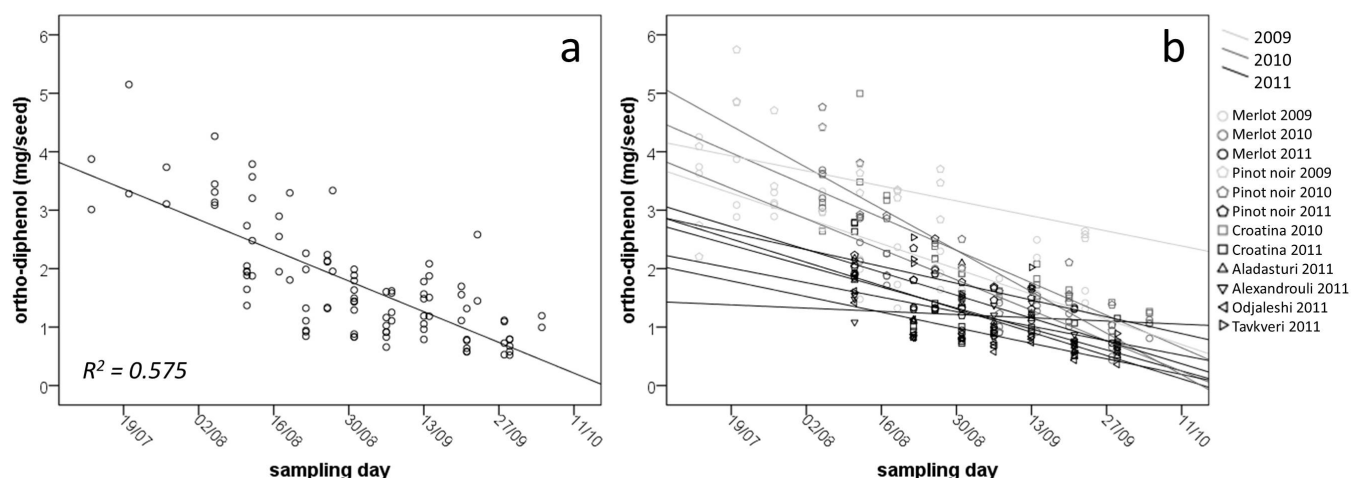 a
ortho-diphenol (mg/seed)
6
5
4
3
2
1
0
R² = 0.575
19/07
02/08
16/08
30/08
13/09
27/09
11/10
sampling day
b
ortho-diphenol (mg/seed)
6
5
4
3
2
1
0
19/07
02/08
16/08
30/08
13/09
27/09
11/10
sampling day
2009
2010
2011
Merlot 2009
Merlot 2010
Merlot 2011
Pinot noir 2009
Pinot noir 2010
Pinot noir 2011
Croatina 2010
Croatina 2011
Aladasturi 2011
Alexandrouli 2011
Odjaleshi 2011
Tavkveri 2011